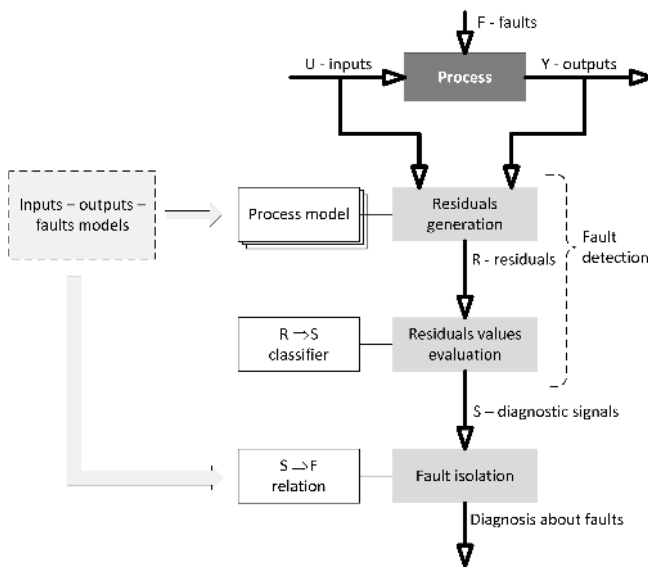 F - faults
U - inputs
Process
Y - outputs
Inputs – outputs –
faults models
Process model
Residuals
generation
Fault
detection
R - residuals
R → S
classifier
Residuals values
evaluation
S – diagnostic signals
S → F
relation
Fault isolation
Diagnosis about faults